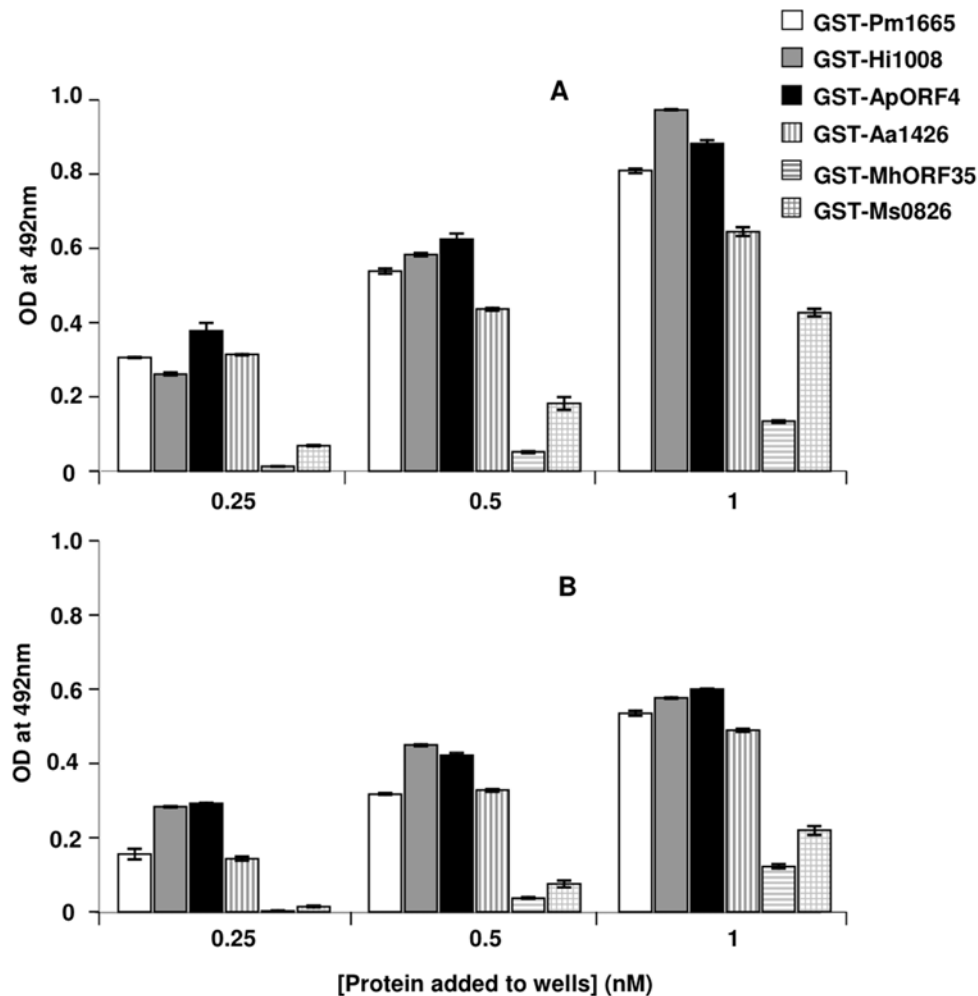 GST-Pm1665
GST-Hi1008
GST-ApORF4
GST-Aa1426
GST-MhORF35
GST-Ms0826
A
OD at 492nm
1.0
0.8
0.6
0.4
0.2
0
0.25 0.5 1
B
OD at 492nm
1.0
0.8
0.6
0.4
0.2
0
0.25 0.5 1
[Protein added to wells] (nM)